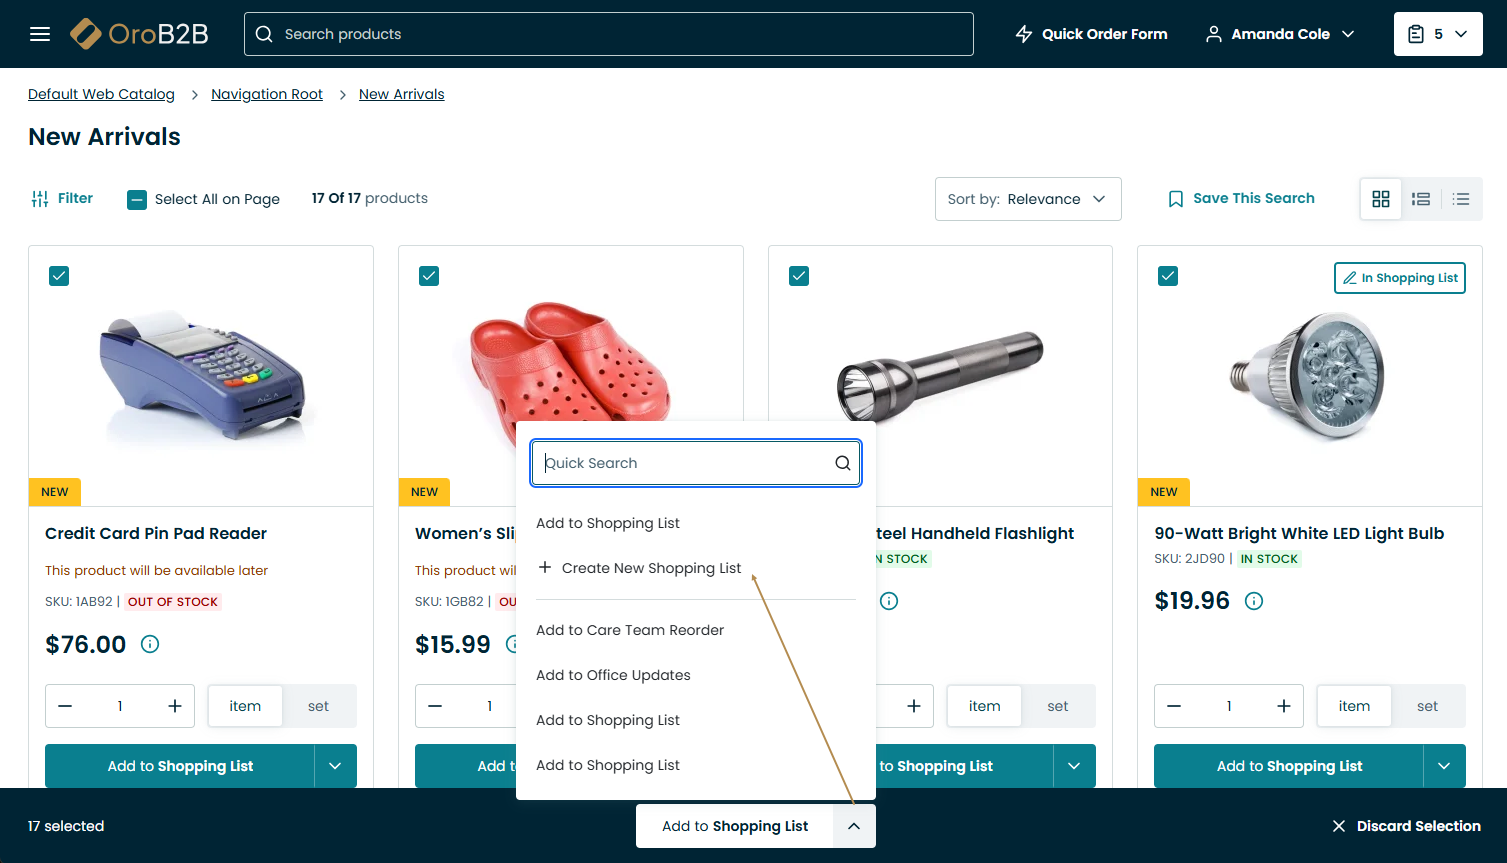 OroB2B
Search products
Quick Order Form
Amanda Cole
5
Default Web Catalog > Navigation Root > New Arrivals
New Arrivals
Filter
Select All on Page
17 Of 17 products
Sort by: Relevance
Save This Search
In Shopping List
NEW
NEW
NEW
Credit Card Pin Pad Reader
This product will be available later
SKU: 1AB92 | OUT OF STOCK
$76.00
1
item
set
Add to Shopping List
Women's Sli
This product wil
SKU: 1GB82 | OU
$15.99
1
Add t
teel Handheld Flashlight
N STOCK
item
set
to Shopping List
90-Watt Bright White LED Light Bulb
SKU: 2JD90 | IN STOCK
$19.96
1
item
set
Add to Shopping List
Quick Search
Add to Shopping List
+ Create New Shopping List
Add to Care Team Reorder
Add to Office Updates
Add to Shopping List
Add to Shopping List
17 selected
Add to Shopping List
Discard Selection